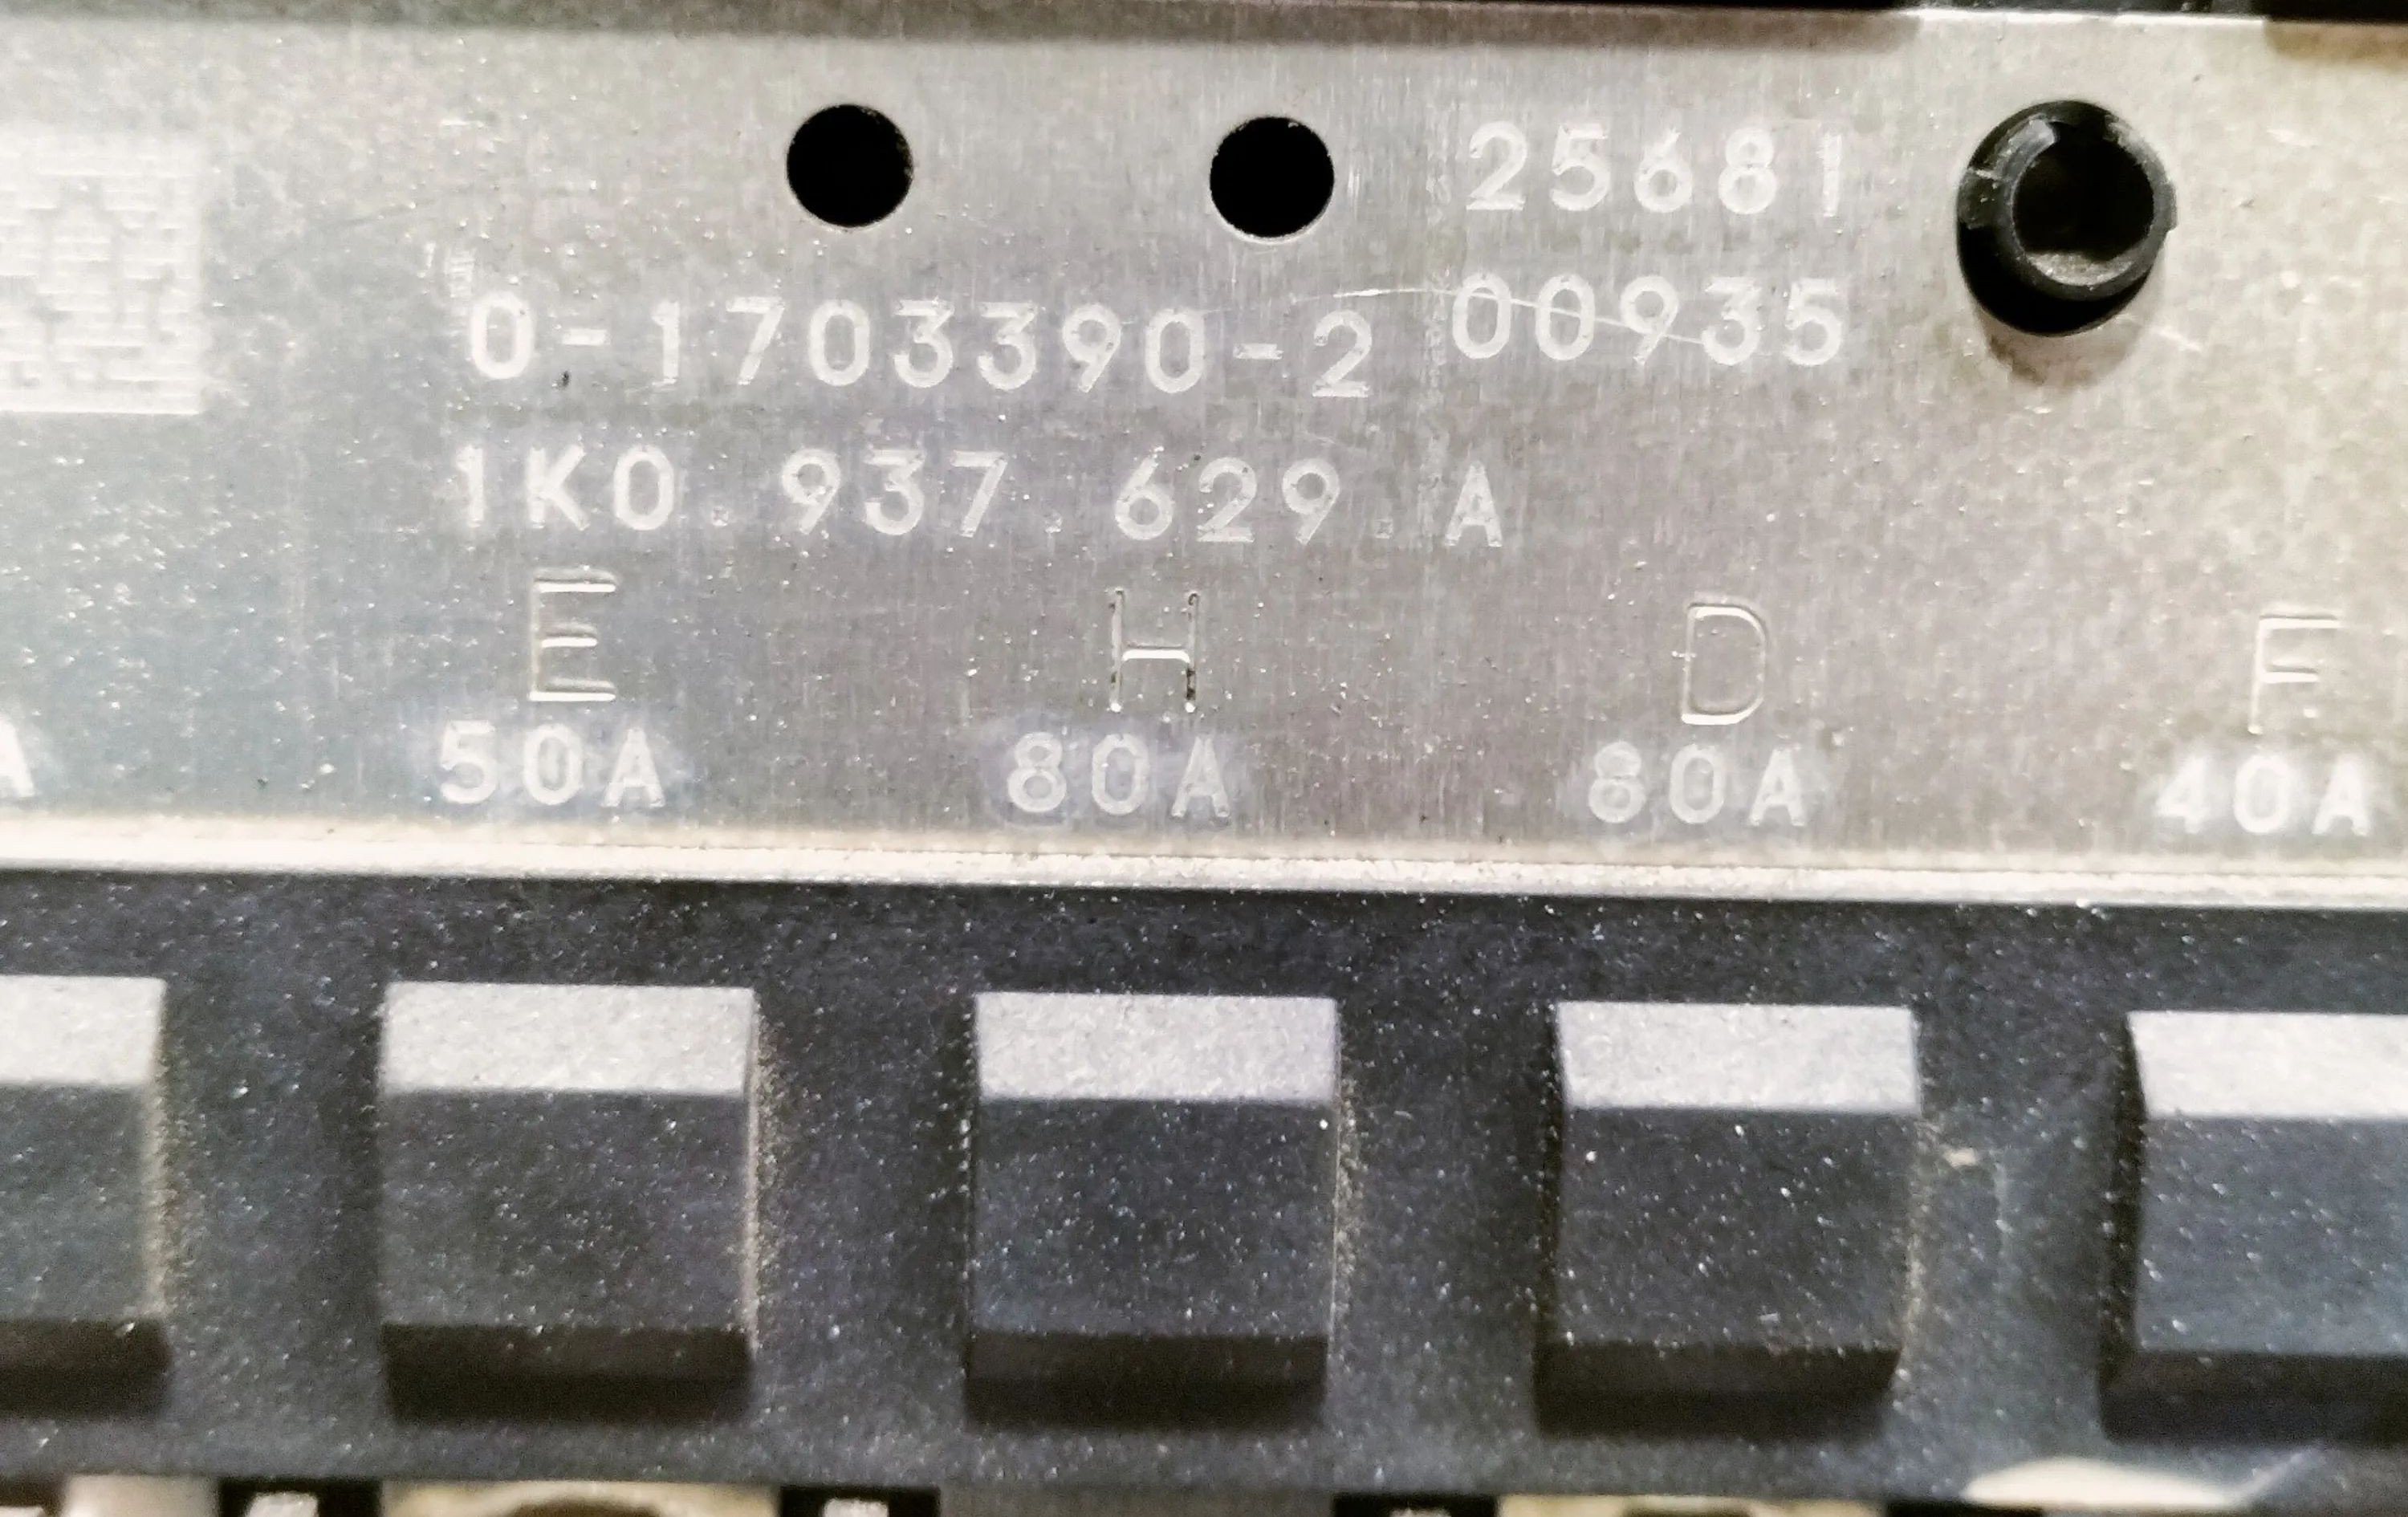 25681
0-1703390-2 00935
1K0.937.629.A
E H D F
A 50A 80A 80A 40A